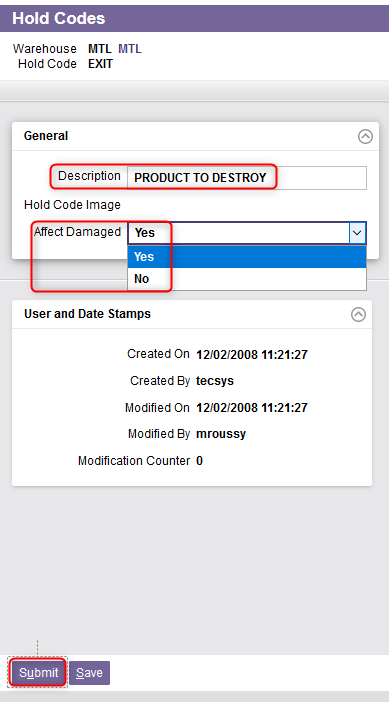 Hold Codes
Warehouse MTL MTL
Hold Code EXIT
General
Description PRODUCT TO DESTROY
Hold Code Image
Affect Damaged Yes
Yes
No
User and Date Stamps
Created On 12/02/2008 11:21:27
Created By tecsys
Modified On 12/02/2008 11:21:27
Modified By mroussy
Modification Counter 0
Submit Save